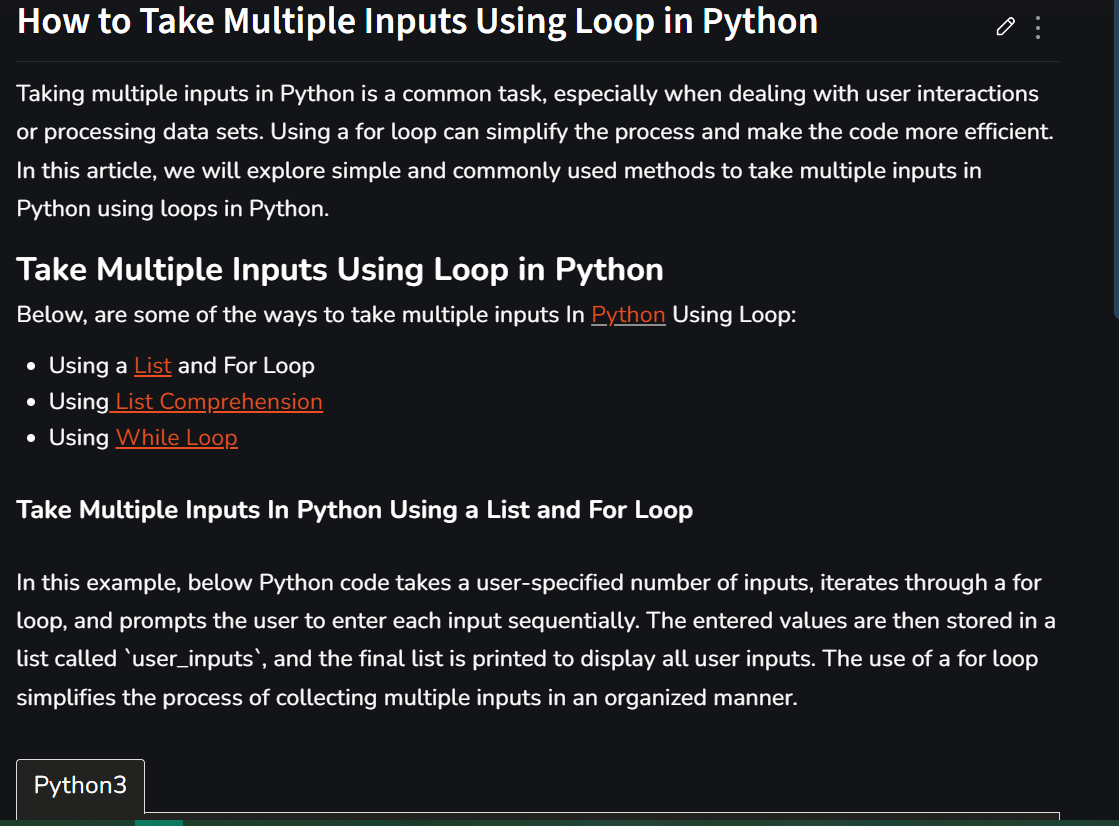 How to Take Multiple Inputs Using Loop in Python
Taking multiple inputs in Python is a common task, especially when dealing with user interactions
or processing data sets. Using a for loop can simplify the process and make the code more efficient.
In this article, we will explore simple and commonly used methods to take multiple inputs in
Python using loops in Python.
Take Multiple Inputs Using Loop in Python
Below, are some of the ways to take multiple inputs In Python Using Loop:
• Using a List and For Loop
• Using List Comprehension
• Using While Loop
Take Multiple Inputs In Python Using a List and For Loop
In this example, below Python code takes a user-specified number of inputs, iterates through a for
loop, and prompts the user to enter each input sequentially. The entered values are then stored in a
list called `user_inputs`, and the final list is printed to display all user inputs. The use of a for loop
simplifies the process of collecting multiple inputs in an organized manner.
Python3